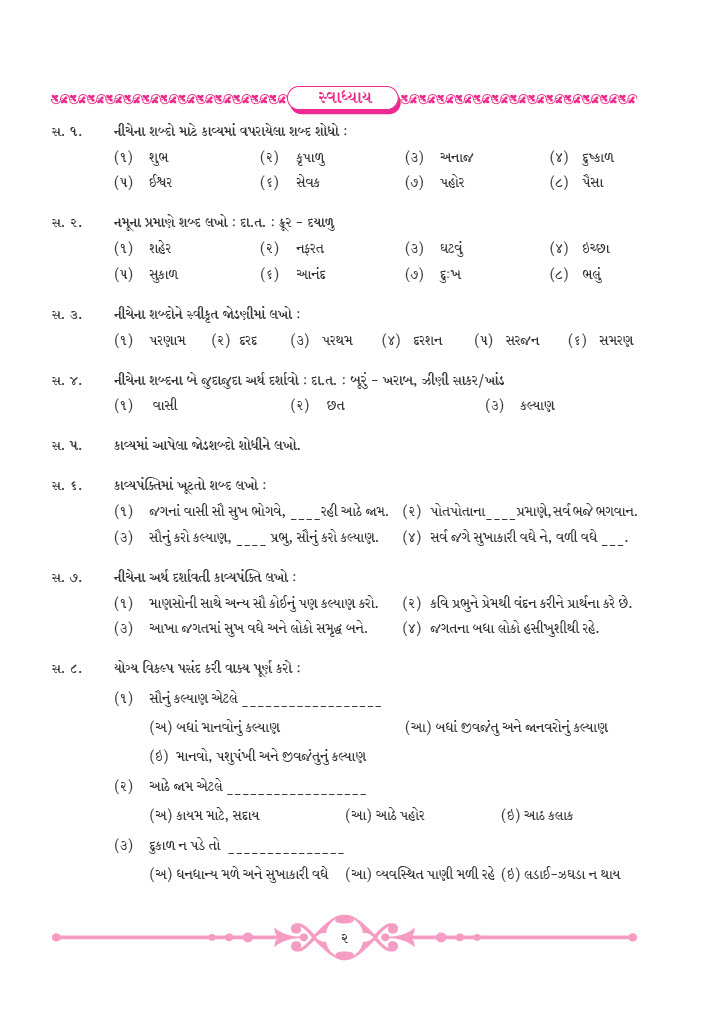 સ્વાધ્યાય
સ. ૧. નીચેના શબ્દો માટે કાવ્યમાં વપરાયેલા શબ્દ શોધો :
(૧) શુભ (૨) કૃપાળુ (૩) અનાજ (૪) દુષ્કાળ
(૫) ઈશ્વર (૬) સેવક (૭) પહોર (૮) પૈસા
સ. ૨. નમૂના પ્રમાણે શબ્દ લખો : દા.ત. : ક્રૂર - દયાળુ
(૧) શહેર (૨) નફરત (૩) ઘટવું (૪) ઇચ્છા
(૫) સુકાળ (૬) આનંદ (૭) દુઃખ (૮) ભલું
સ. ૩. નીચેના શબ્દોને સ્વીકૃત જોડણીમાં લખો :
(૧) પરણામ (૨) દરદ (૩) પરથમ (૪) દરશન (૫) સરજન (૬) સમરણ
સ. ૪. નીચેના શબ્દના બે જુદાજુદા અર્થ દર્શાવો : દા.ત. : બૂરું - ખરાબ, ઝીણી સાકર/ખાંડ
(૧) વાસી (૨) છત (૩) કલ્યાણ
સ. ૫. કાવ્યમાં આપેલા જોડશબ્દો શોધીને લખો.
સ. ૬. કાવ્યપંક્તિમાં ખૂટતો શબ્દ લખો :
(૧) જગનાં વાસી સૌ સુખ ભોગવે, ____રહી આઠે જામ. (૨) પોતપોતાના____પ્રમાણે, સર્વ ભજે ભગવાન.
(૩) સૌનું કરો કલ્યાણ, ____ પ્રભુ, સૌનું કરો કલ્યાણ. (૪) સર્વ જગે સુખાકારી વધે ને, વળી વધે ___.
સ. ૭. નીચેના અર્થ દર્શાવતી કાવ્યપંક્તિ લખો :
(૧) માણસોની સાથે અન્ય સૌ કોઈનું પણ કલ્યાણ કરો. (૨) કવિ પ્રભુને પ્રેમથી વંદન કરીને પ્રાર્થના કરે છે.
(૩) આખા જગતમાં સુખ વધે અને લોકો સમૃદ્ધ બને. (૪) જગતના બધા લોકો હસીખુશીથી રહે.
સ. ૮. યોગ્ય વિકલ્પ પસંદ કરી વાક્ય પૂર્ણ કરો :
(૧) સૌનું કલ્યાણ એટલે __________________
(અ) બધાં માનવોનું કલ્યાણ (આ) બધાં જીવજંતુ અને જાનવરોનું કલ્યાણ
(ઇ) માનવો, પશુપંખી અને જીવજંતુનું કલ્યાણ
(૨) આઠે જામ એટલે __________________
(અ) કાયમ માટે, સદાય (આ) આઠે પહોર (ઇ) આઠ કલાક
(૩) દુકાળ ન પડે તો _______________
(અ) ધનધાન્ય મળે અને સુખાકારી વધે (આ) વ્યવસ્થિત પાણી મળી રહે (ઇ) લડાઈ-ઝઘડા ન થાય
૨